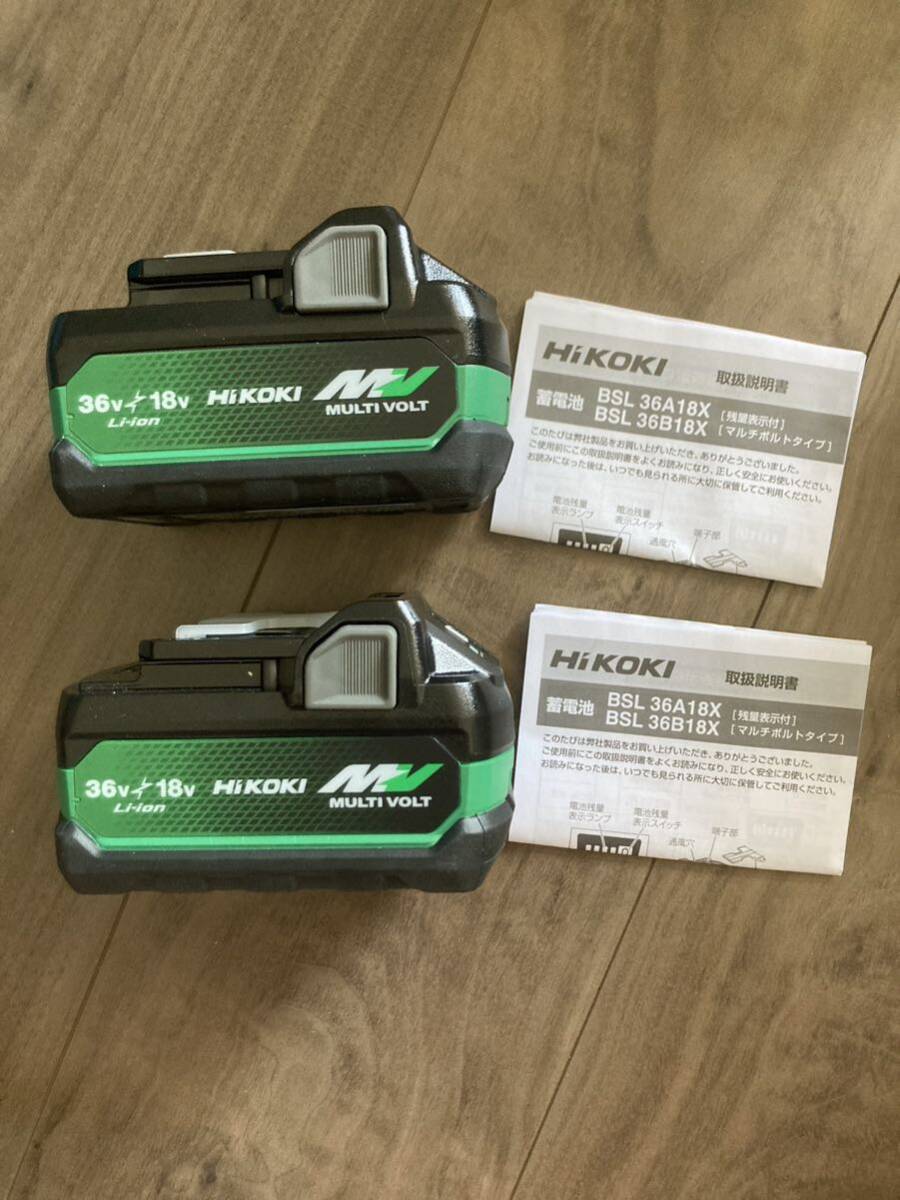 36V⚡18V
Li-ion
HiKOKI
MV
MULTI VOLT
HiKOKI 取扱説明書
蓄電池 BSL 36A18X [残量表示付]
BSL 36B18X [マルチボルトタイプ]
このたびは弊社製品をお買い上げいただき、ありがとうございました。
ご使用前にこの取扱説明書をよくお読みになり、正しく安全にお使いください。
お読みになった後は、いつでも見られる所に大切に保管してご利用ください。
電池残量
表示ランプ
電池残量
表示スイッチ
通風穴
端子部
36V⚡18V
Li-ion
HiKOKI
MV
MULTI VOLT
HiKOKI 取扱説明書
蓄電池 BSL 36A18X [残量表示付]
BSL 36B18X [マルチボルトタイプ]
このたびは弊社製品をお買い上げいただき、ありがとうございました。
ご使用前にこの取扱説明書をよくお読みになり、正しく安全にお使いください。
お読みになった後は、いつでも見られる所に大切に保管してご利用ください。
電池残量
表示ランプ
電池残量
表示スイッチ
通風穴
端子部